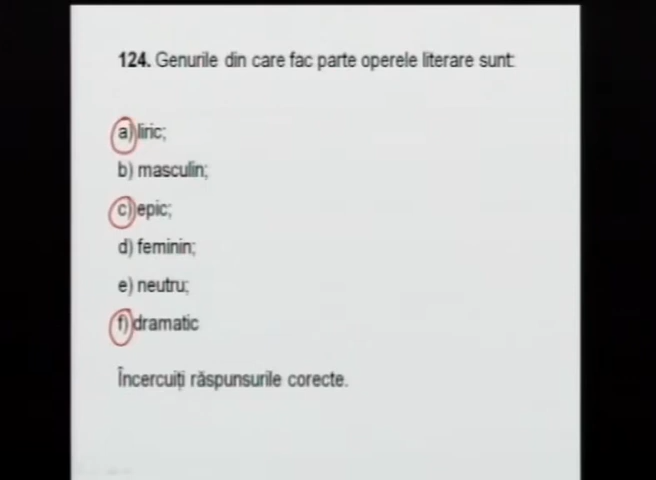 124. Genurile din care fac parte operele literare sunt:
a) liric;
b) masculin;
c) epic;
d) feminin;
e) neutru;
f) dramatic
Încercuiți răspunsurile corecte.